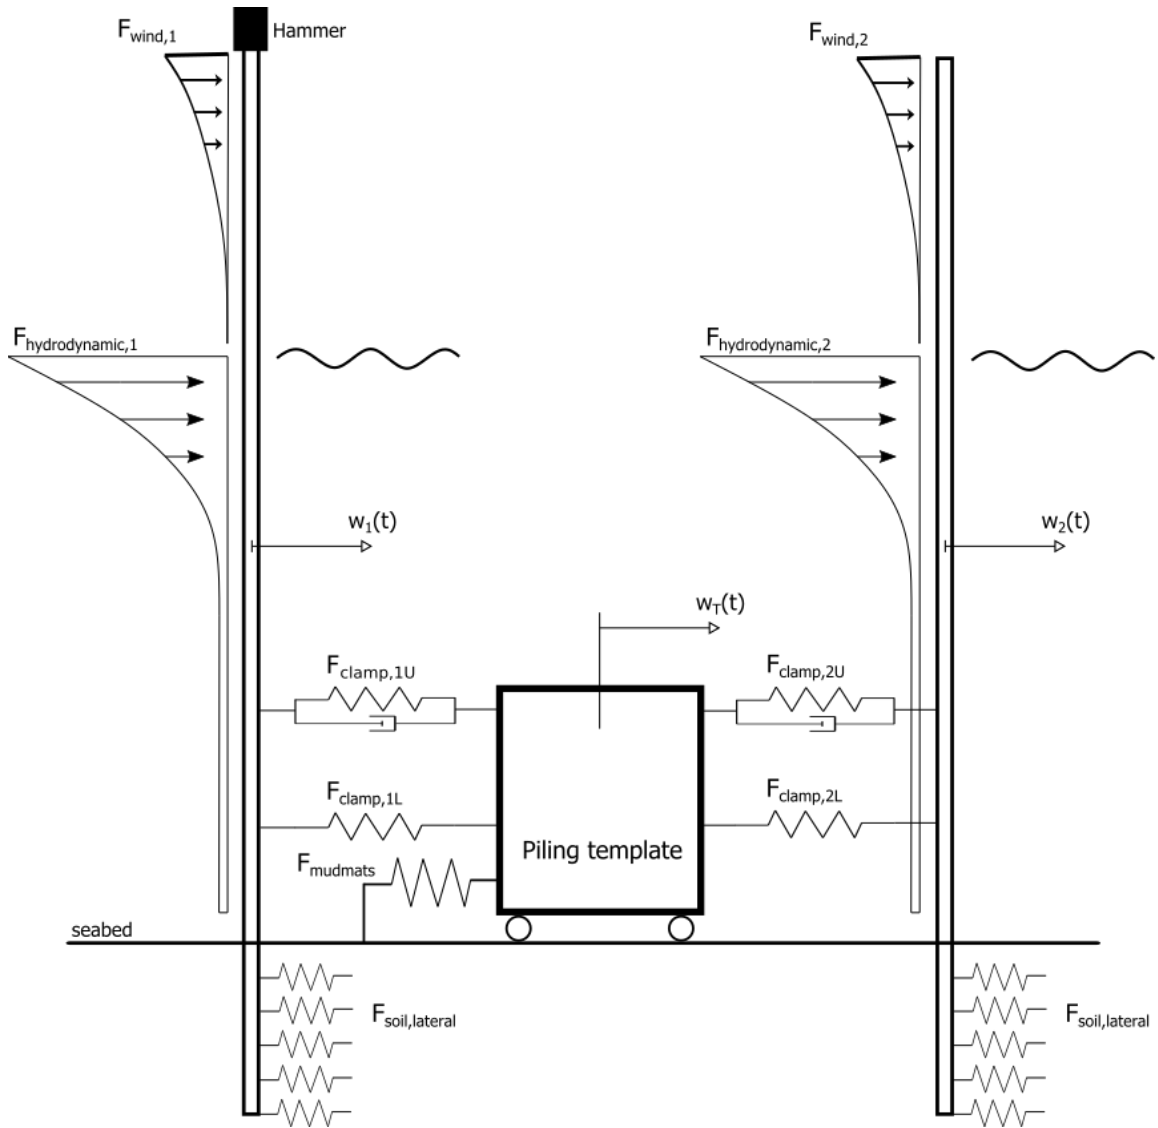 F_wind,1
Hammer
F_wind,2
F_hydrodynamic,1
F_hydrodynamic,2
w_1(t)
w_2(t)
w_T(t)
F_clamp,1U
F_clamp,2U
F_clamp,1L
F_clamp,2L
Piling template
F_mudmats
seabed
F_soil,lateral
F_soil,lateral